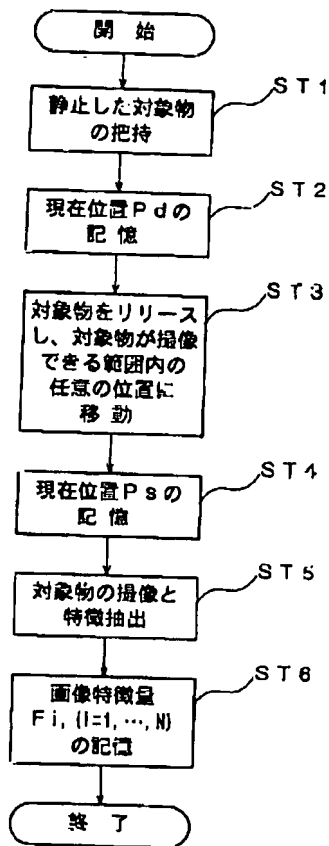 開 始
ST1
静止した対象物
の把持
ST2
現在位置Pdの
記 憶
ST3
対象物をリリース
し、対象物が撮像
できる範囲内の
任意の位置に
移 動
ST4
現在位置Psの
記 憶
ST5
対象物の撮像と
特徴抽出
ST6
画像特徴量
Fi, (i=1, …, N)
の記憶
終 了